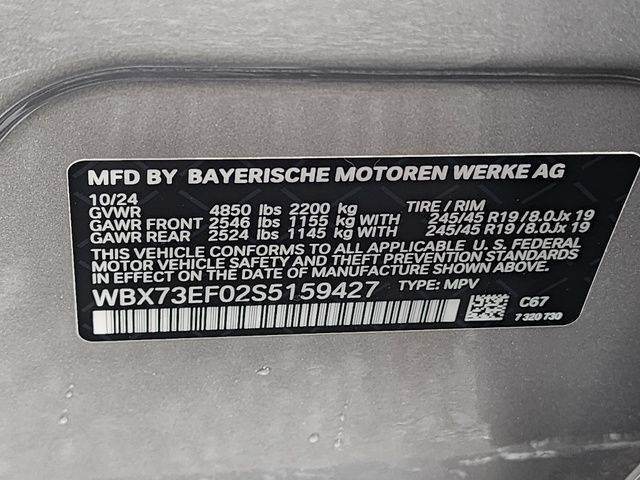 MFD BY BAYERISCHE MOTOREN WERKE AG
10/24 TIRE / RIM
GVWR 4850 lbs 2200 kg
GAWR FRONT 2546 lbs 1155 kg WITH 245/45 R19 /8.0Jx 19
GAWR REAR 2524 lbs 1145 kg WITH 245/45 R19 /8.0Jx 19
THIS VEHICLE CONFORMS TO ALL APPLICABLE U. S. FEDERAL
MOTOR VEHICLE SAFETY AND THEFT PREVENTION STANDARDS
IN EFFECT ON THE DATE OF MANUFACTURE SHOWN ABOVE.
WBX73EF02S5159427 TYPE: MPV
C67
7 320 730